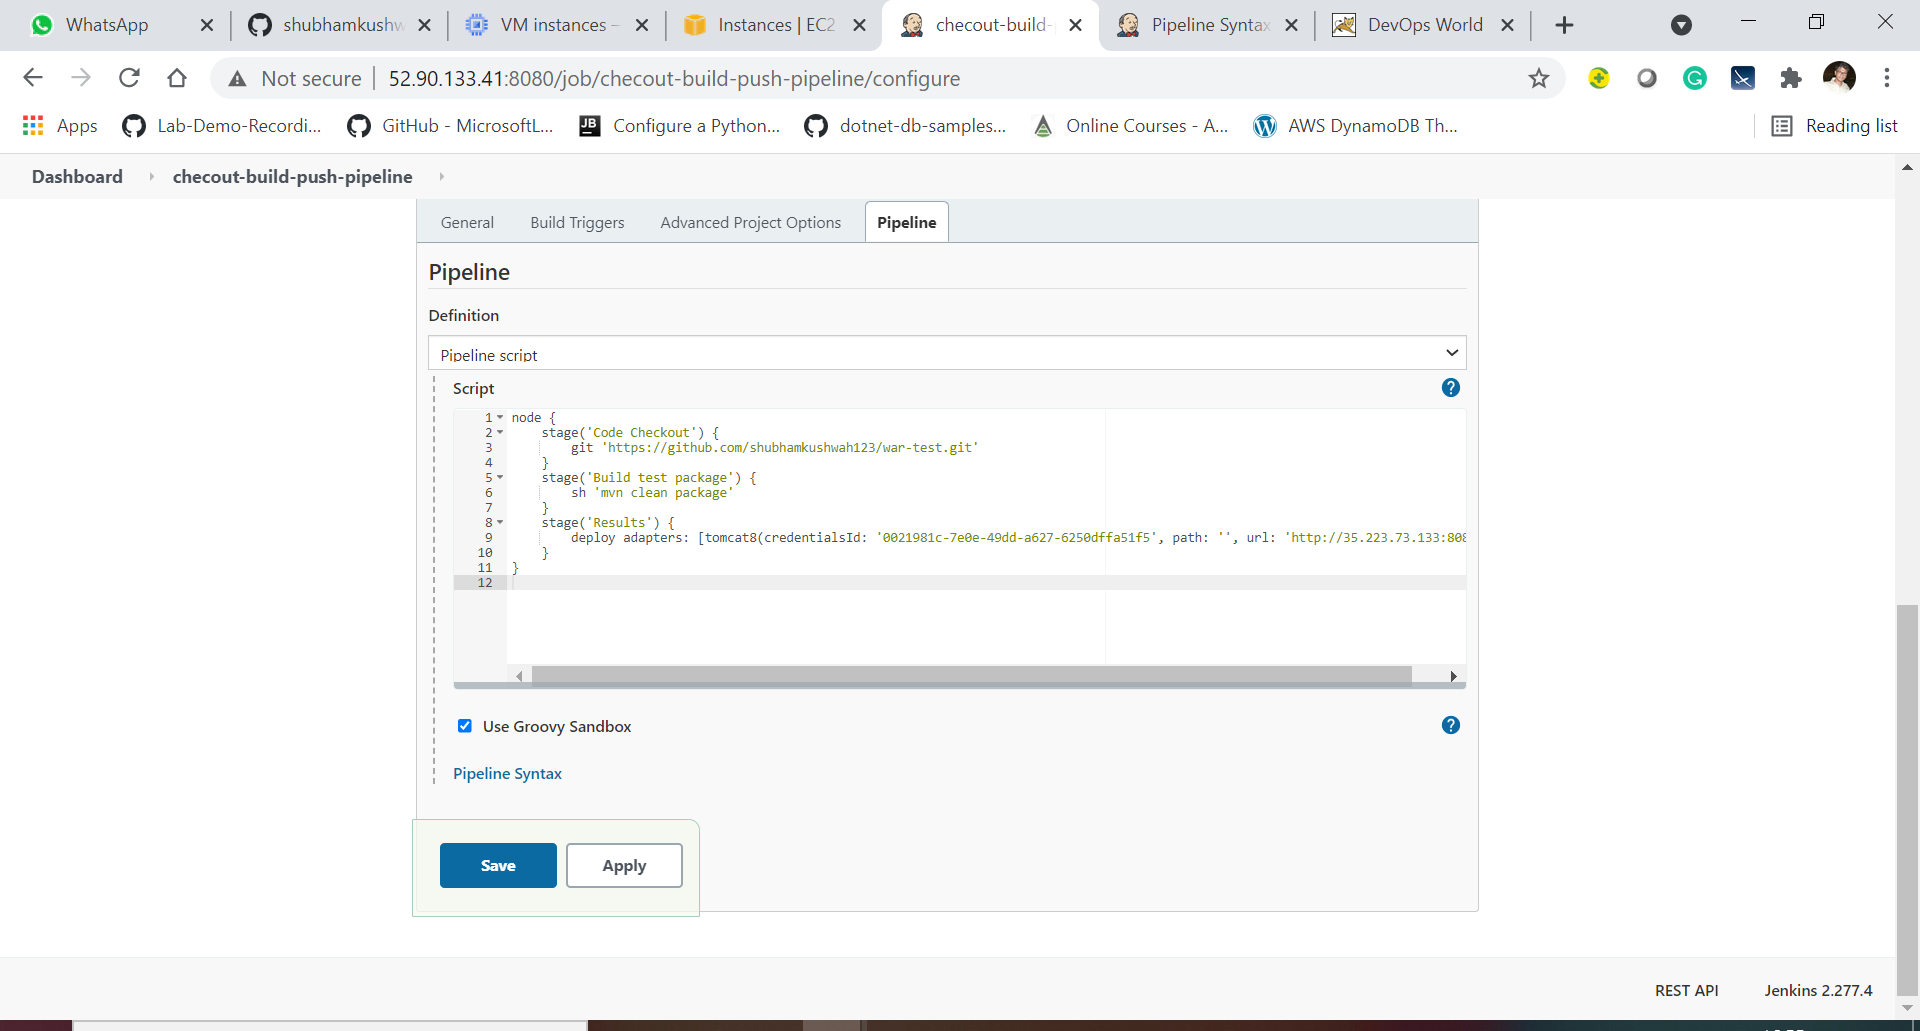 WhatsApp
shubhamkushw
VM instances –
Instances | EC2
checout-build-
Pipeline Syntax
DevOps World
Not secure
52.90.133.41:8080/job/checout-build-push-pipeline/configure
G
Apps
Lab-Demo-Recordi...
GitHub - MicrosoftL...
JB
Configure a Python...
dotnet-db-samples...
Online Courses - A...
AWS DynamoDB Th...
Reading list
Dashboard
checout-build-push-pipeline
General
Build Triggers
Advanced Project Options
Pipeline
Pipeline
Definition
Pipeline script
Script
?
1 node {
2 stage('Code Checkout') {
3 git 'https://github.com/shubhamkushwah123/war-test.git'
4 }
5 stage('Build test package') {
6 sh 'mvn clean package'
7 }
8 stage('Results') {
9 deploy adapters: [tomcat8(credentialsId: '0021981c-7e0e-49dd-a627-6250dffa51f5', path: '', url: 'http://35.223.73.133:808
10 }
11 }
12
Use Groovy Sandbox
?
Pipeline Syntax
Save
Apply
REST API
Jenkins 2.277.4